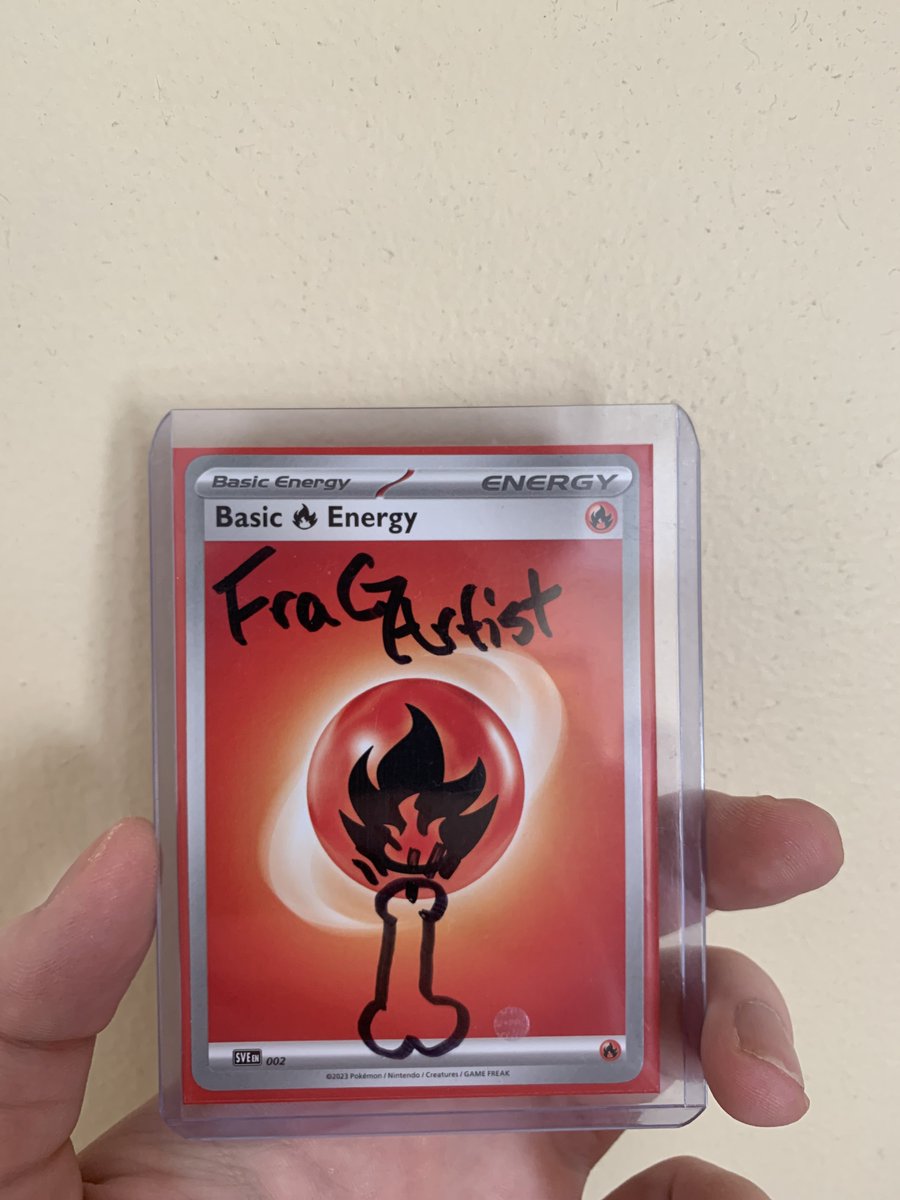 Basic Energy ENERGY
Basic Energy
FraGArtist
SVE EN 002
©2023 Pokémon / Nintendo / Creatures / GAME FREAK